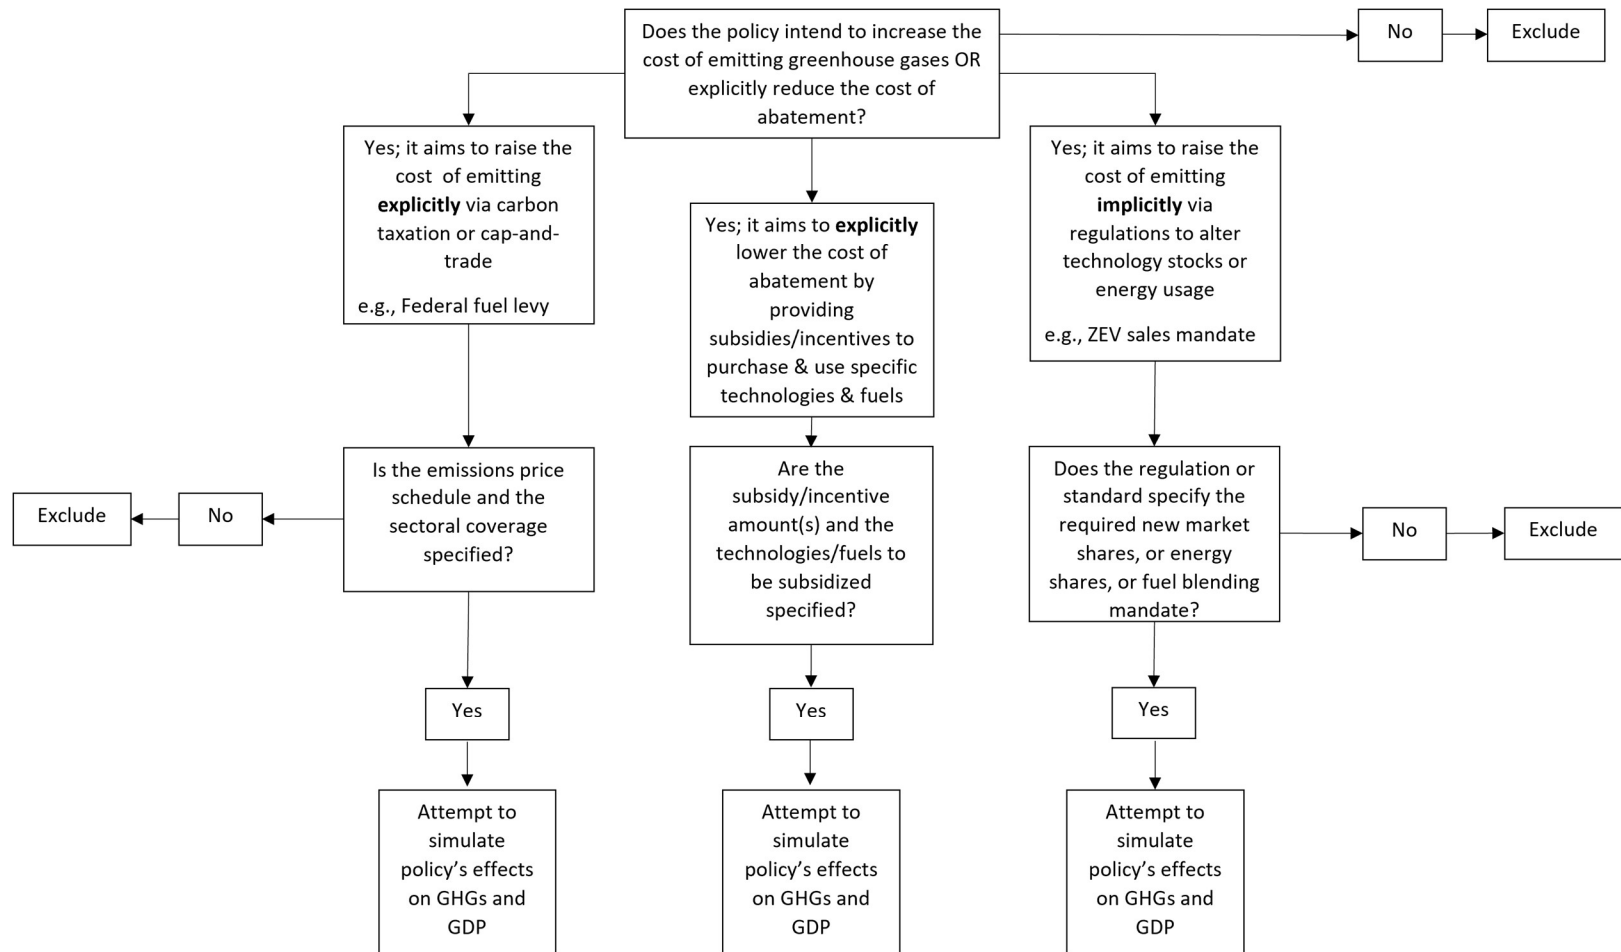 Does the policy intend to increase the
cost of emitting greenhouse gases OR
explicitly reduce the cost of
abatement?
No
Exclude
Yes; it aims to raise the
cost of emitting
explicitly via carbon
taxation or cap-and-
trade
e.g., Federal fuel levy
Yes; it aims to explicitly
lower the cost of
abatement by
providing
subsidies/incentives to
purchase & use specific
technologies & fuels
Yes; it aims to raise the
cost of emitting
implicitly via
regulations to alter
technology stocks or
energy usage
e.g., ZEV sales mandate
Exclude
No
Is the emissions price
schedule and the
sectoral coverage
specified?
Are the
subsidy/incentive
amount(s) and the
technologies/fuels to
be subsidized
specified?
Does the regulation or
standard specify the
required new market
shares, or energy
shares, or fuel blending
mandate?
No
Exclude
Yes
Yes
Yes
Attempt to
simulate
policy’s effects
on GHGs and
GDP
Attempt to
simulate
policy’s effects
on GHGs and
GDP
Attempt to
simulate
policy’s effects
on GHGs and
GDP